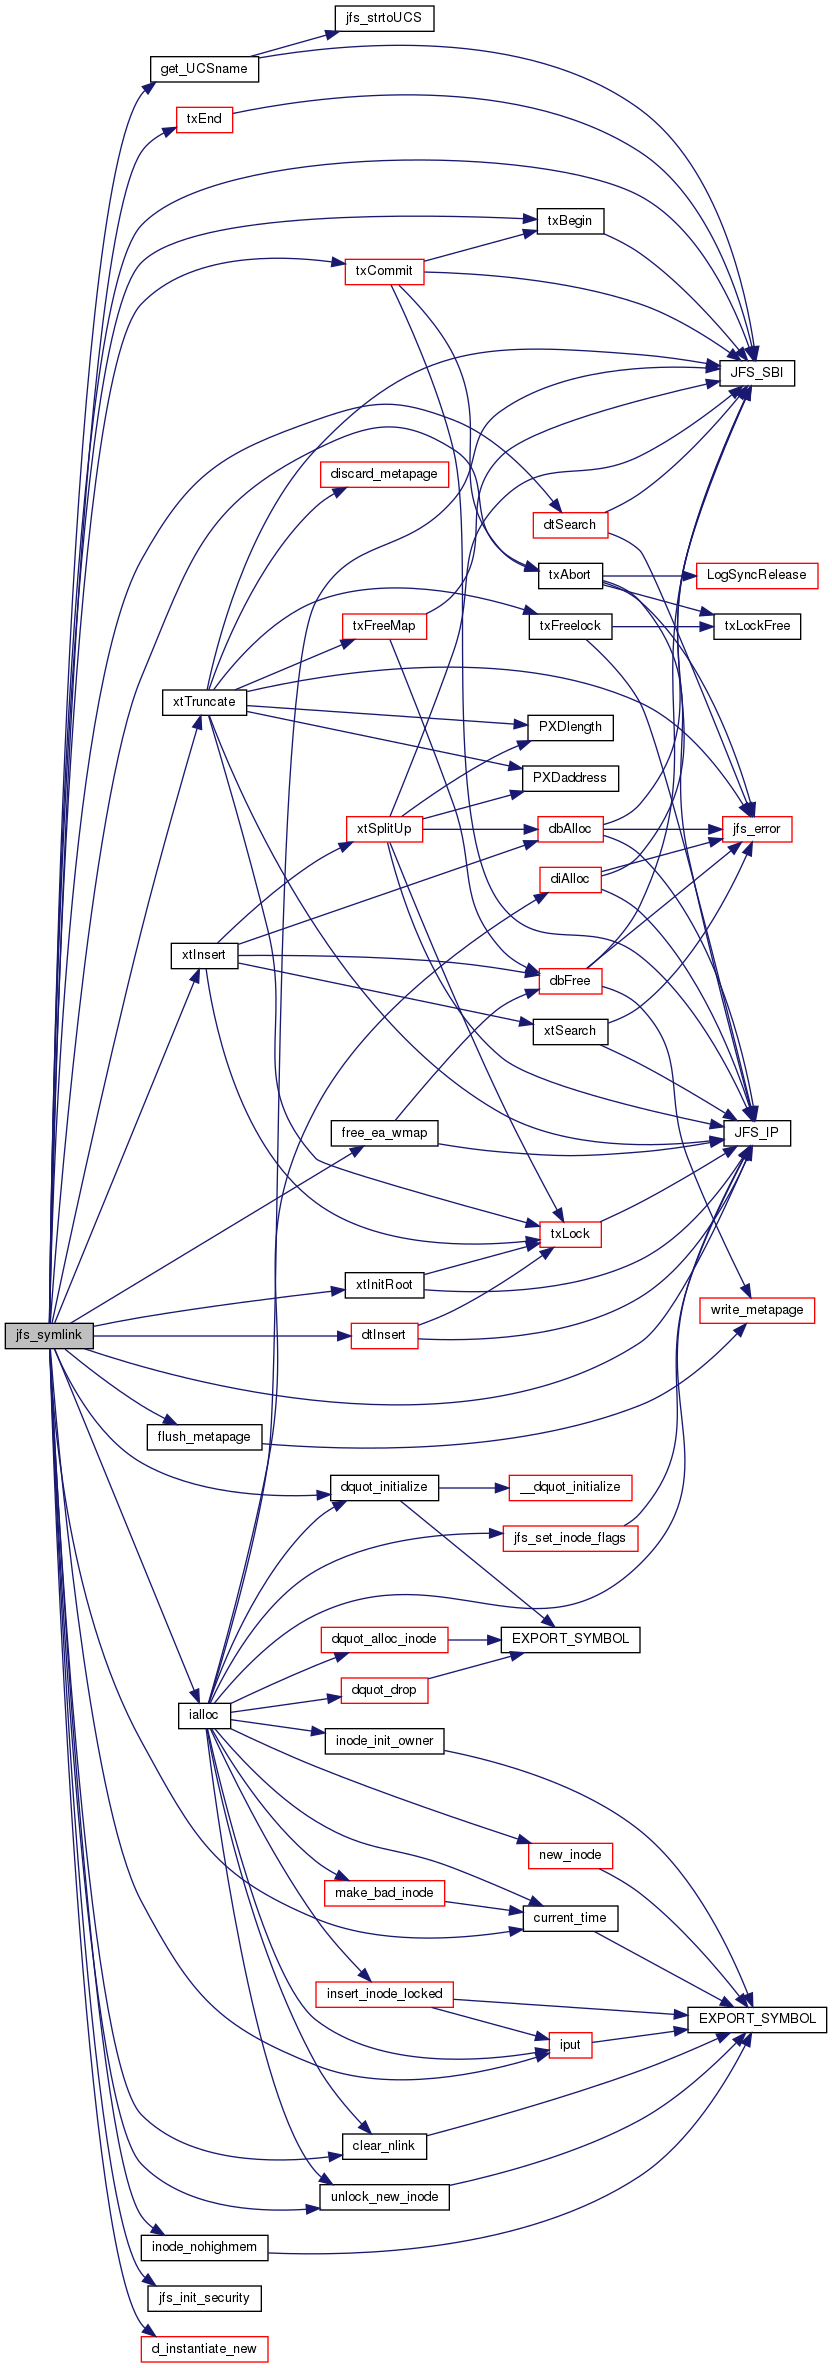 jfs_strtoUCS
get_UCSname
txEnd
txBegin
txCommit
JFS_SBI
discard_metapage
dtSearch
txAbort
LogSyncRelease
txFreeMap
txFreelock
txLockFree
xtTruncate
PXDlength
PXDaddress
xtSplitUp
dbAlloc
jfs_error
diAlloc
xtInsert
dbFree
xtSearch
free_ea_wmap
JFS_IP
txLock
xtInitRoot
write_metapage
jfs_symlink
dtInsert
flush_metapage
dquot_initialize
__dquot_initialize
jfs_set_inode_flags
dquot_alloc_inode
EXPORT_SYMBOL
dquot_drop
ialloc
inode_init_owner
new_inode
make_bad_inode
current_time
insert_inode_locked
EXPORT_SYMBOL
iput
clear_nlink
unlock_new_inode
inode_nohighmem
jfs_init_security
d_instantiate_new